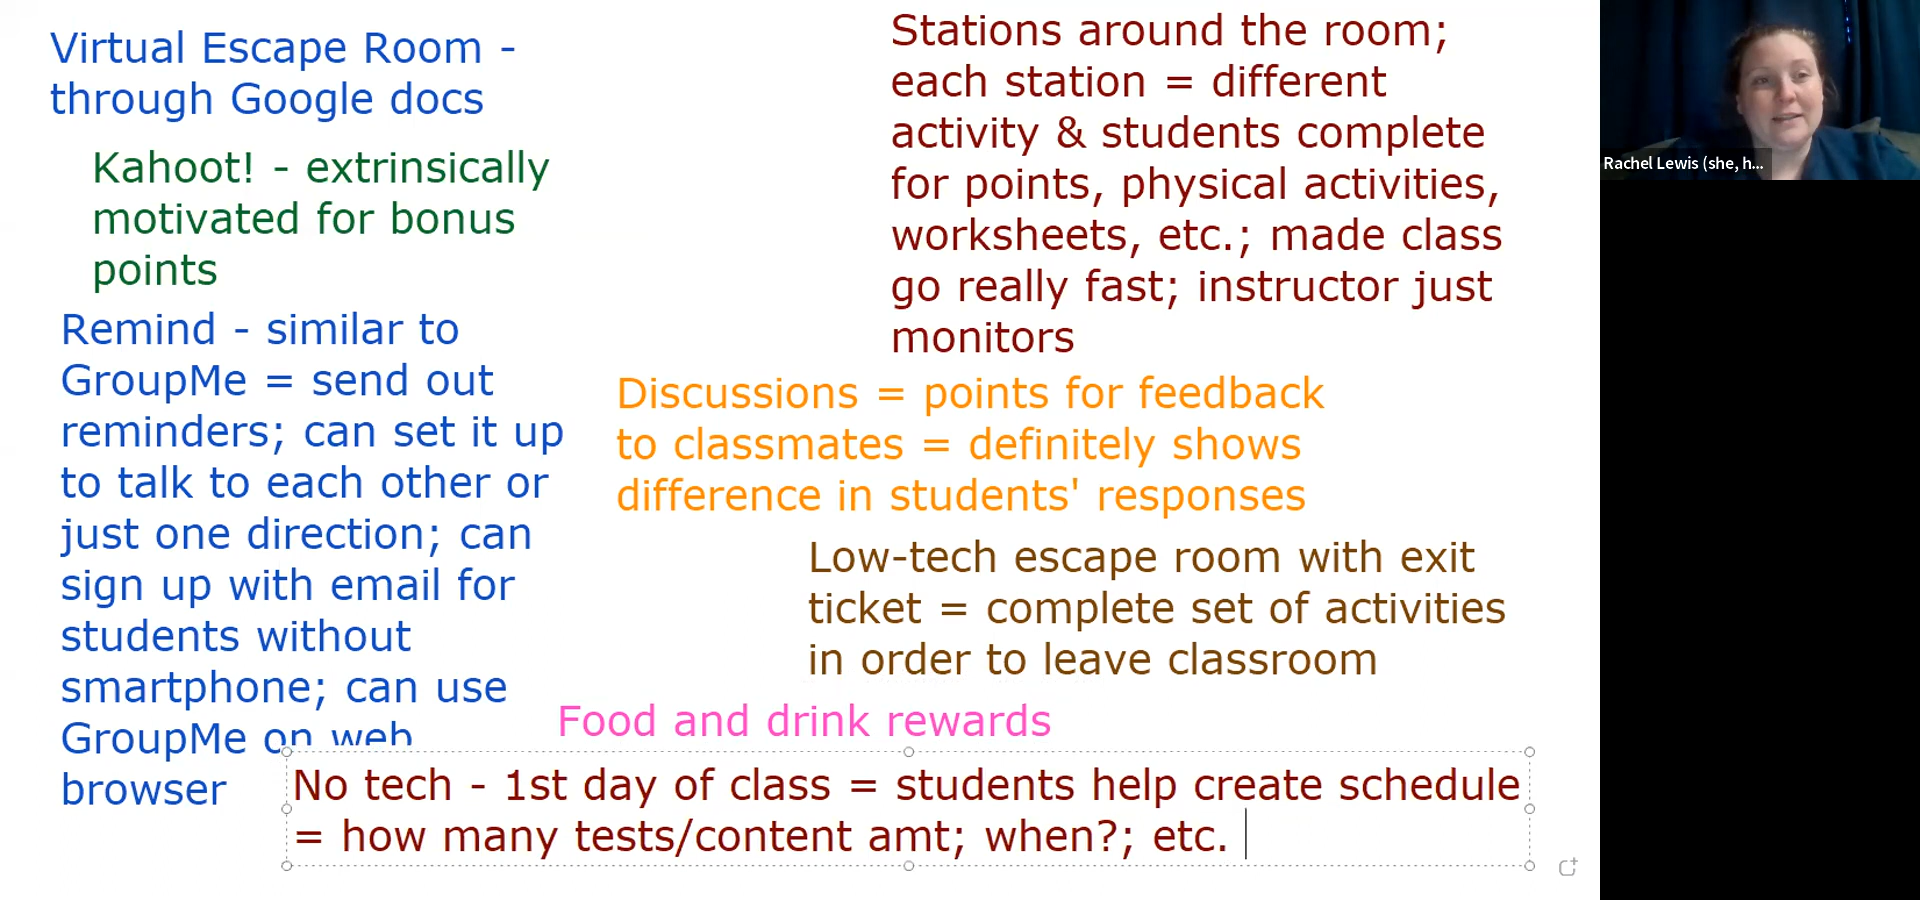 Virtual Escape Room -
through Google docs
Kahoot! - extrinsically
motivated for bonus
points
Remind - similar to
GroupMe = send out
reminders; can set it up
to talk to each other or
just one direction; can
sign up with email for
students without
smartphone; can use
GroupMe on web
browser
Stations around the room;
each station = different
activity & students complete
for points, physical activities,
worksheets, etc.; made class
go really fast; instructor just
monitors
Discussions = points for feedback
to classmates = definitely shows
difference in students' responses
Low-tech escape room with exit
ticket = complete set of activities
in order to leave classroom
Food and drink rewards
No tech - 1st day of class = students help create schedule
= how many tests/content amt; when?; etc.
Rachel Lewis (she, h...